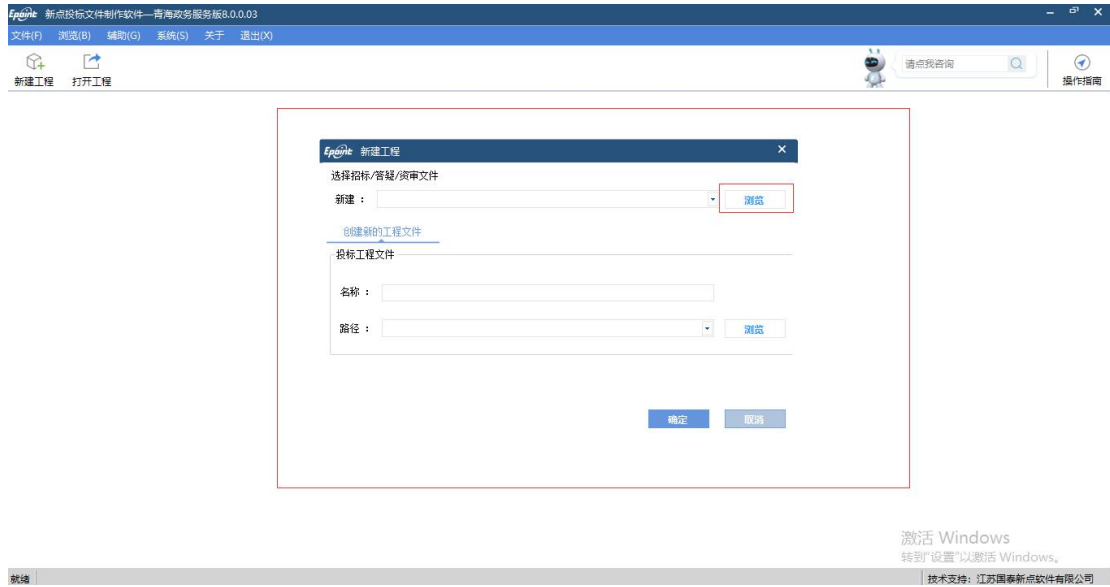 Epoint 新点投标文件制作软件—青海政务服务版8.0.0.03
文件(F) 浏览(B) 辅助(G) 系统(S) 关于 退出(X)
新建工程 打开工程 请点我咨询 操作指南
Epoint 新建工程
选择招标/答疑/资审文件
新建： 浏览
创建新的工程文件
投标工程文件
名称：
路径： 浏览
确定 取消
激活 Windows
转到"设置"以激活 Windows。
就绪 技术支持：江苏国泰新点软件有限公司